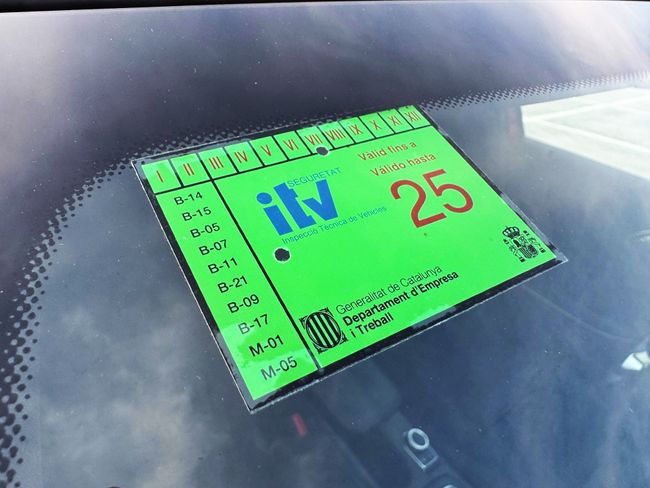 I II III IV V VI VII VIII IX X XI XII
B-14
B-15
B-05
B-07
B-11
B-21
B-09
B-17
M-01
M-05
SEGURETAT
itv
Inspecció Tècnica de Vehicles
Vàlid fins a
Válido hasta
25
Generalitat de Catalunya
Departament d'Empresa
i Treball